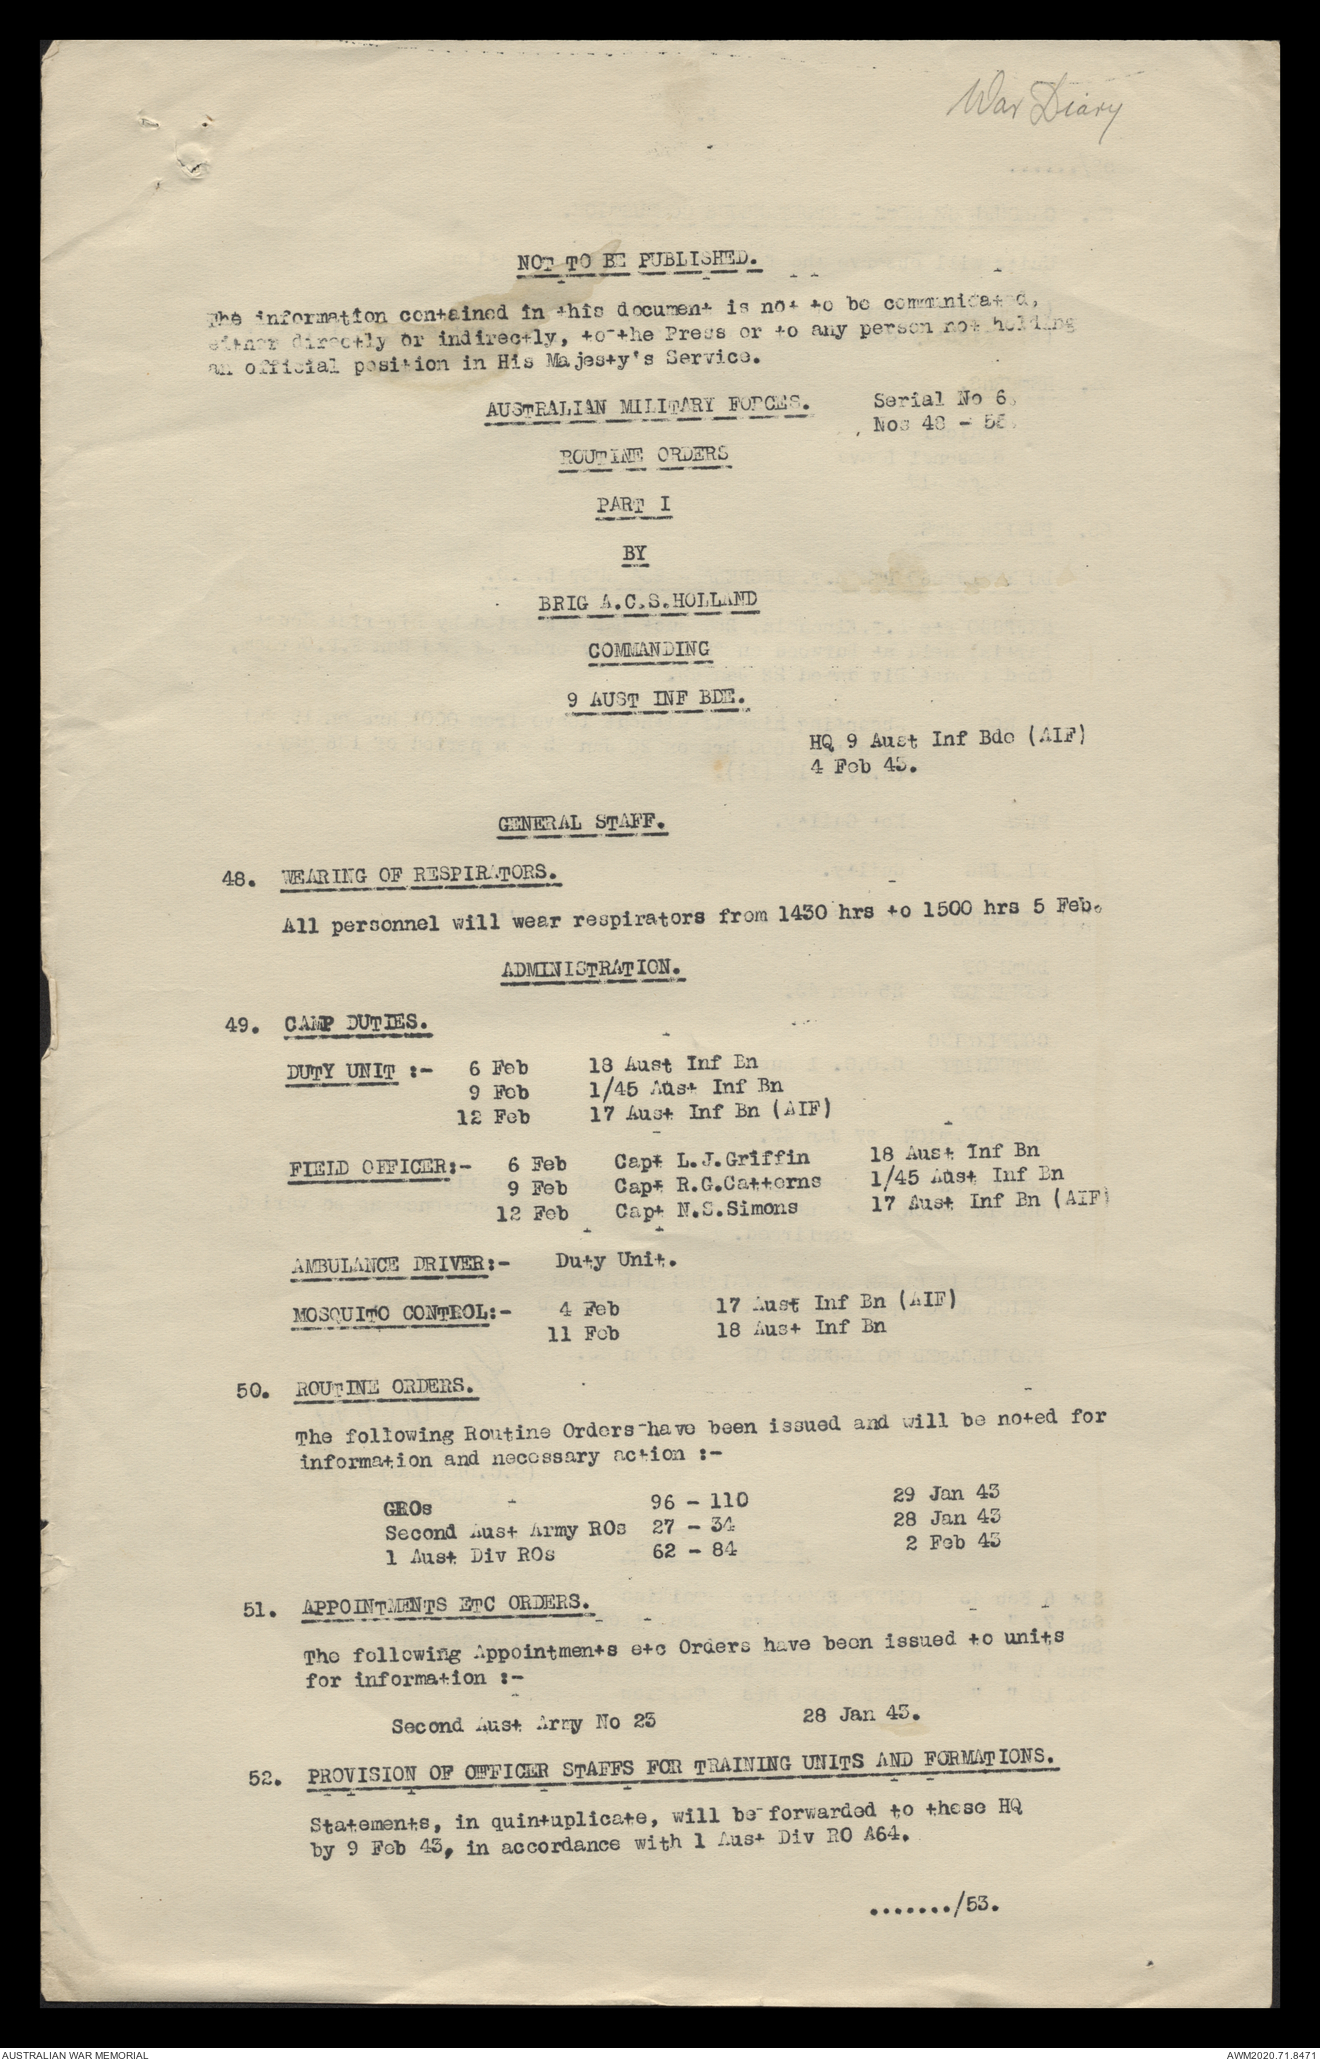 War Diary
NOT TO BE PUBLISHED.
The information contained in this document is not to be communicated,
either directly or indirectly, to the Press or to any person not holding
an official position in His Majesty's Service.
AUSTRALIAN MILITARY FORCES.
Serial No 6.
Nos 48 -
ROUTINE ORDERS
PART I
BY
BRIG A.C.S.HOLLAND
COMMANDING
9 AUST INF BDE.
HQ 9 Aust Inf Bde (AIF)
4 Feb 43.
GENERAL STAFF.
48. WEARING OF RESPIRATORS.
All personnel will wear respirators from 1430 hrs to 1500 hrs 5 Feb.
ADMINISTRATION.
49. CAMP DUTIES.
DUTY UNIT :- 6 Feb 18 Aust Inf Bn
9 Feb 1/45 Aust Inf Bn
12 Feb 17 Aust Inf Bn (AIF)
FIELD OFFICER:- 6 Feb Capt L.J.Griffin 18 Aust Inf Bn
9 Feb Capt R.G.Catterns 1/45 Aust Inf Bn
12 Feb Capt N.S.Simons 17 Aust Inf Bn (AIF)
AMBULANCE DRIVER:- Duty Unit.
MOSQUITO CONTROL:- 4 Feb 17 Aust Inf Bn (AIF)
11 Feb 18 Aust Inf Bn
50. ROUTINE ORDERS.
The following Routine Orders have been issued and will be noted for
information and necessary action :-
GROs 96 - 110 29 Jan 43
Second Aust Army ROs 27 - 34 28 Jan 43
1 Aust Div ROs 62 - 84 2 Feb 43
51. APPOINTMENTS ETC ORDERS.
The following Appointments etc Orders have been issued to units
for information :-
Second Aust Army No 23 28 Jan 43.
52. PROVISION OF OFFICER STAFFS FOR TRAINING UNITS AND FORMATIONS.
Statements, in quintuplicate, will be forwarded to these HQ
by 9 Feb 43, in accordance with 1 Aust Div RO A64.
......./53.
AUSTRALIAN WAR MEMORIAL
AWM2020.71.8471